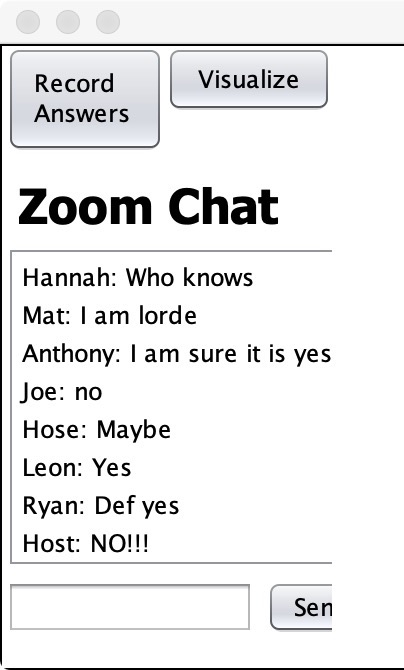 Record
Answers
Visualize
Zoom Chat
Hannah: Who knows
Mat: I am lorde
Anthony: I am sure it is yes
Joe: no
Hose: Maybe
Leon: Yes
Ryan: Def yes
Host: NO!!!
Sen